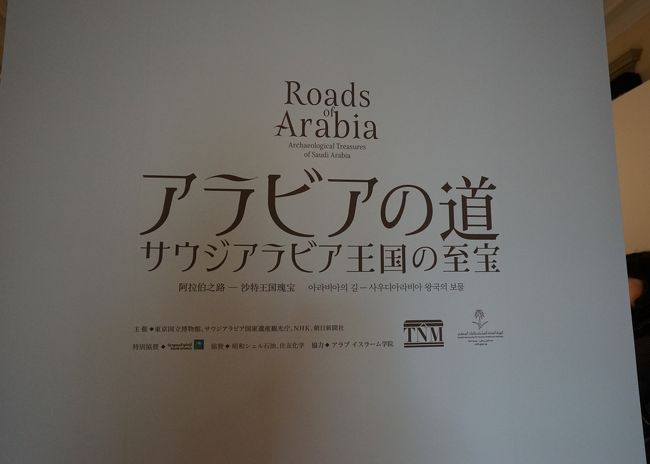 Roads
of
Arabia
Archaeological Treasures
of Saudi Arabia
アラビアの道
サウジアラビア王国の至宝
阿拉伯之路 — 沙特王国瑰宝 아라비아의 길 — 사우디아라비아 왕국의 보물
主催◆東京国立博物館、サウジアラビア国家遺産観光庁、NHK、朝日新聞社
特別協賛◆ 協賛◆昭和シェル石油、住友化学 協力◆アラブ イスラーム学院
TNM